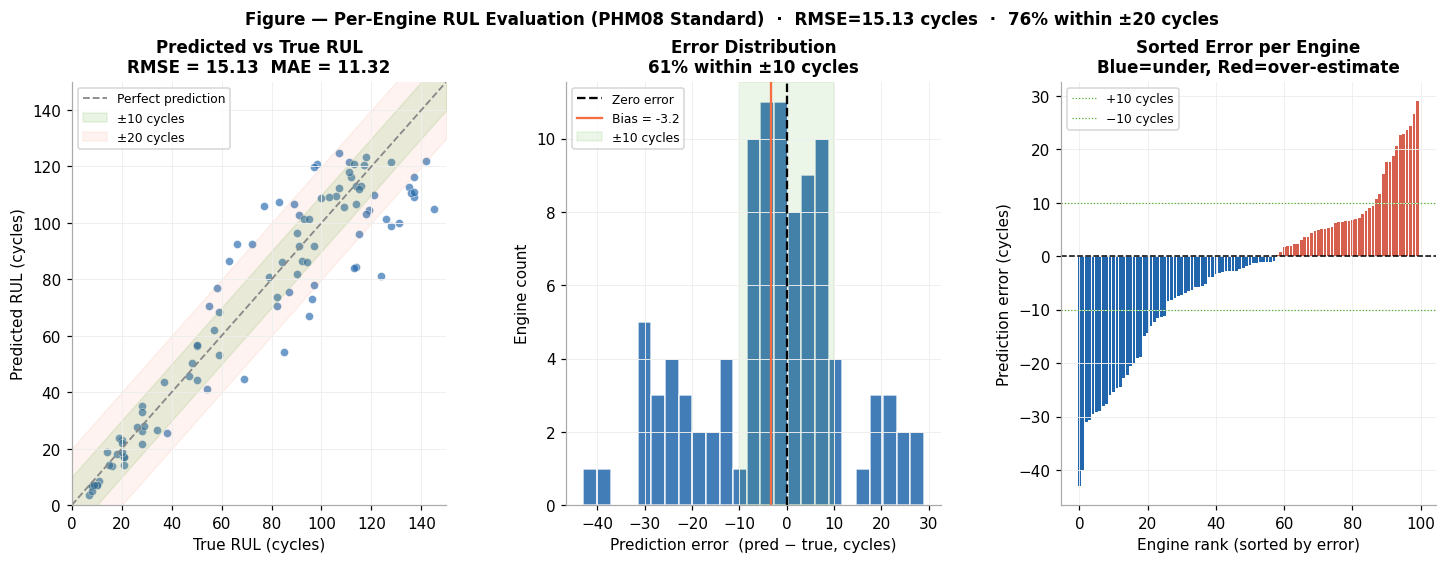 Figure — Per-Engine RUL Evaluation (PHM08 Standard)  ·  RMSE=15.13 cycles  ·  76% within ±20 cycles
Predicted vs True RUL
RMSE = 15.13  MAE = 11.32
Perfect prediction
±10 cycles
±20 cycles
Predicted RUL (cycles)
140
120
100
80
60
40
20
0
0 20 40 60 80 100 120 140
True RUL (cycles)
Error Distribution
61% within ±10 cycles
Zero error
Bias = -3.2
±10 cycles
Engine count
10
8
6
4
2
0
−40 −30 −20 −10 0 10 20 30
Prediction error  (pred − true, cycles)
Sorted Error per Engine
Blue=under, Red=over-estimate
+10 cycles
−10 cycles
Prediction error (cycles)
30
20
10
0
−10
−20
−30
−40
0 20 40 60 80 100
Engine rank (sorted by error)